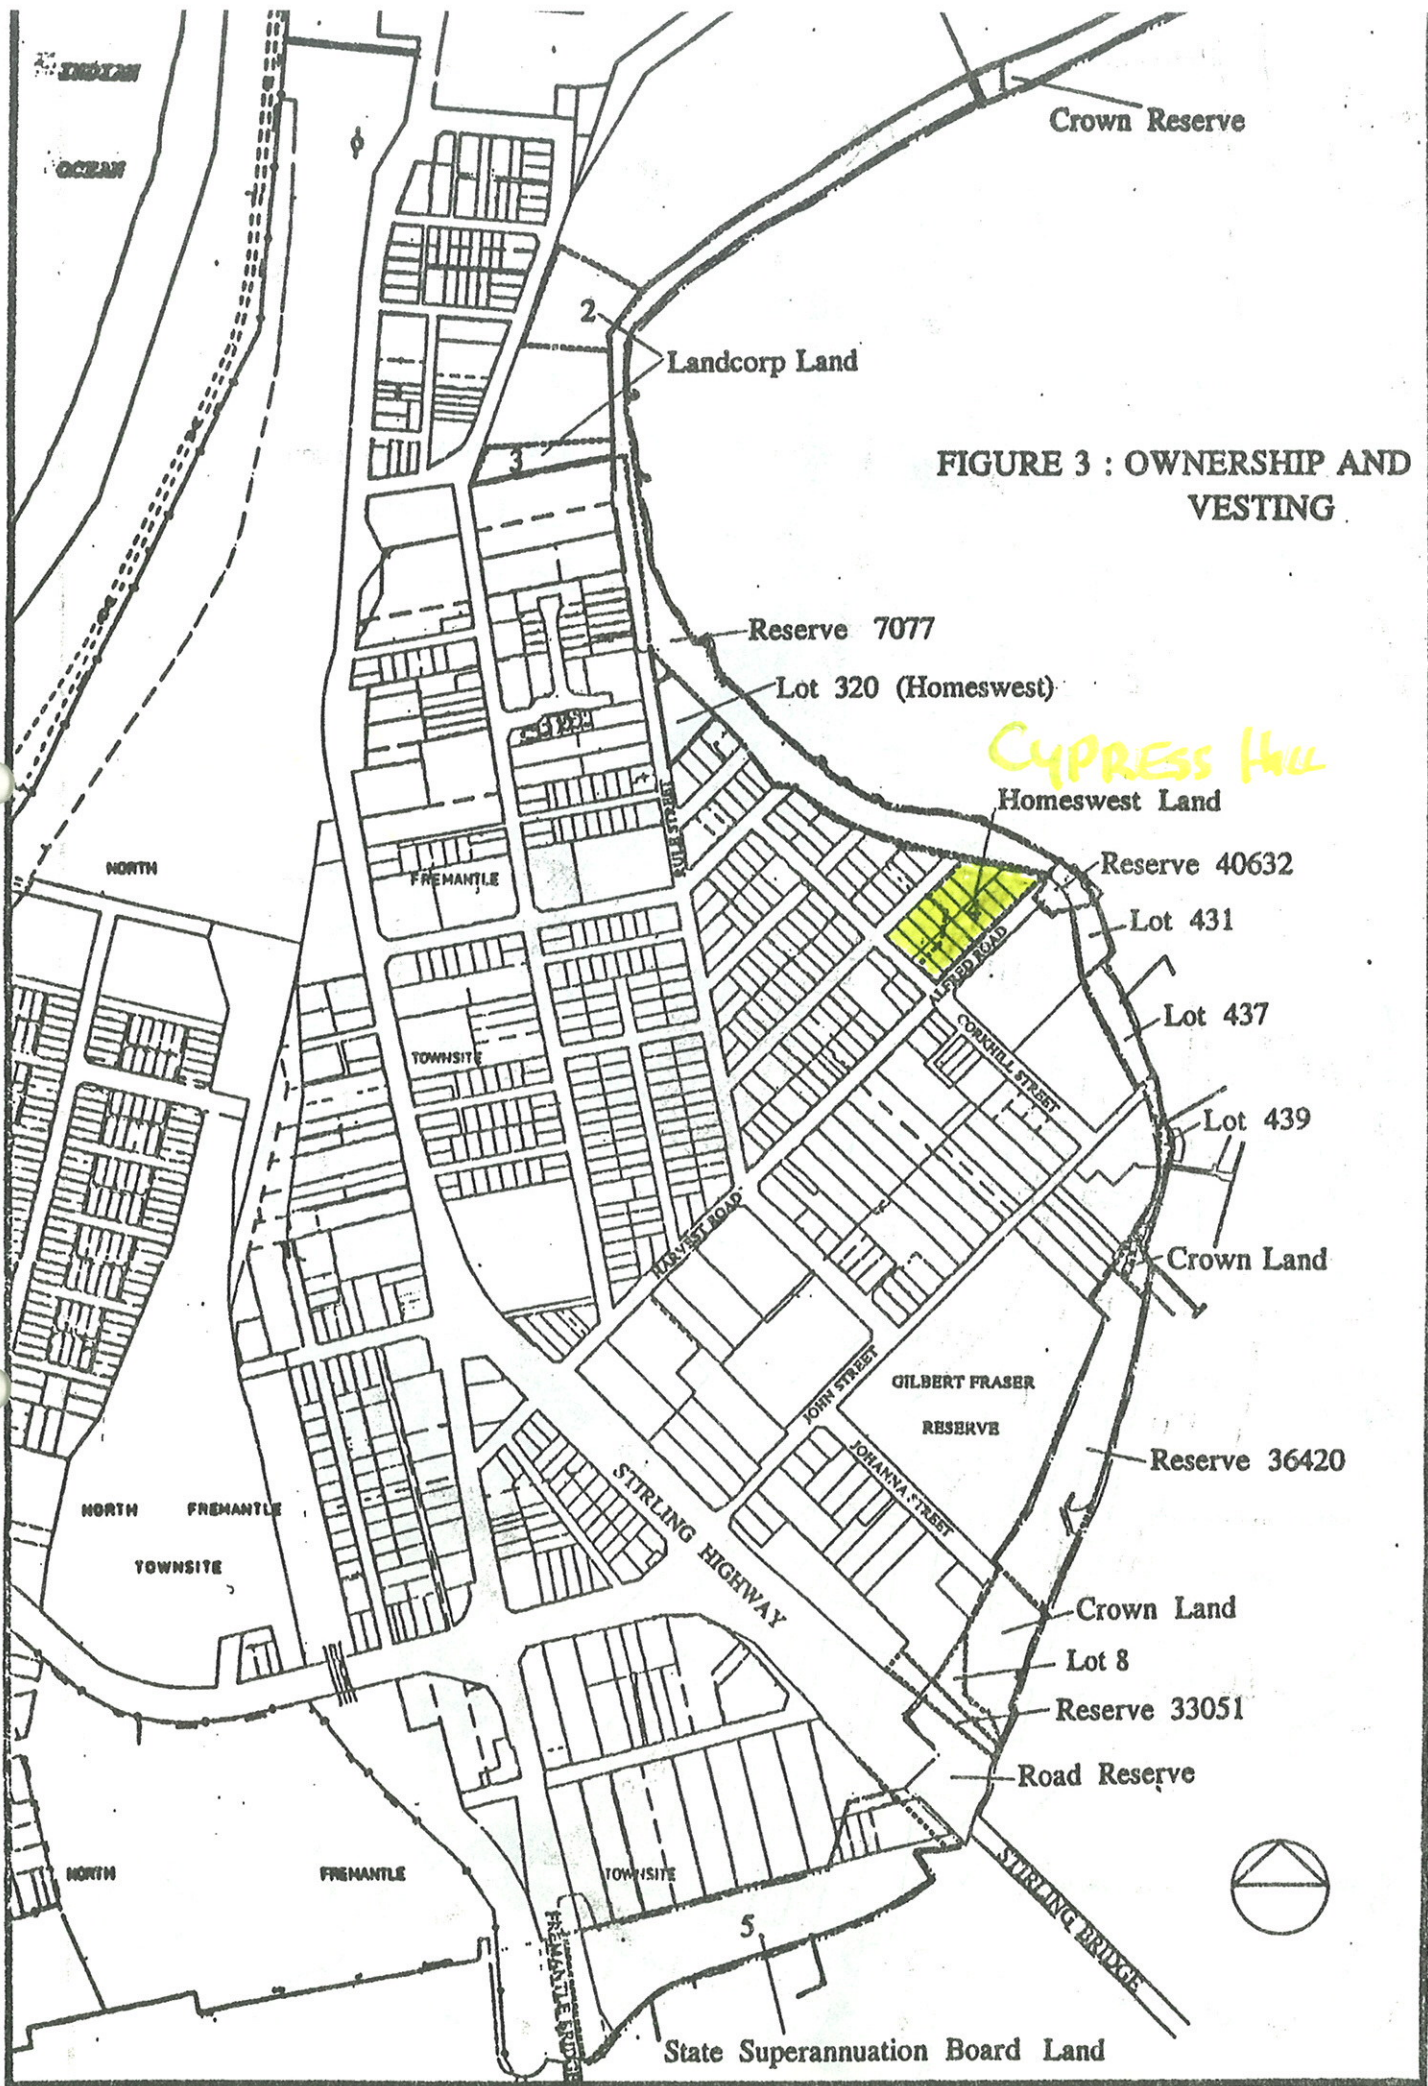 INDIAN
OCEAN
1
Crown Reserve
2
Landcorp Land
3
FIGURE 3 : OWNERSHIP AND
VESTING
Reserve 7077
Lot 320 (Homeswest)
CYPRESS Hill
Homeswest Land
RULE STREET
Reserve 40632
NORTH
FREMANTLE
Lot 431
ALFRED ROAD
Lot 437
CORKHILL STREET
TOWNSITE
Lot 439
HARVEST ROAD
Crown Land
JOHN STREET
GILBERT FRASER
RESERVE
JOHANNA STREET
Reserve 36420
STIRLING HIGHWAY
NORTH FREMANTLE
TOWNSITE
Crown Land
Lot 8
Reserve 33051
Road Reserve
NORTH FREMANTLE TOWNSITE
STIRLING BRIDGE
5
FREMANTLE BRIDGE
State Superannuation Board Land